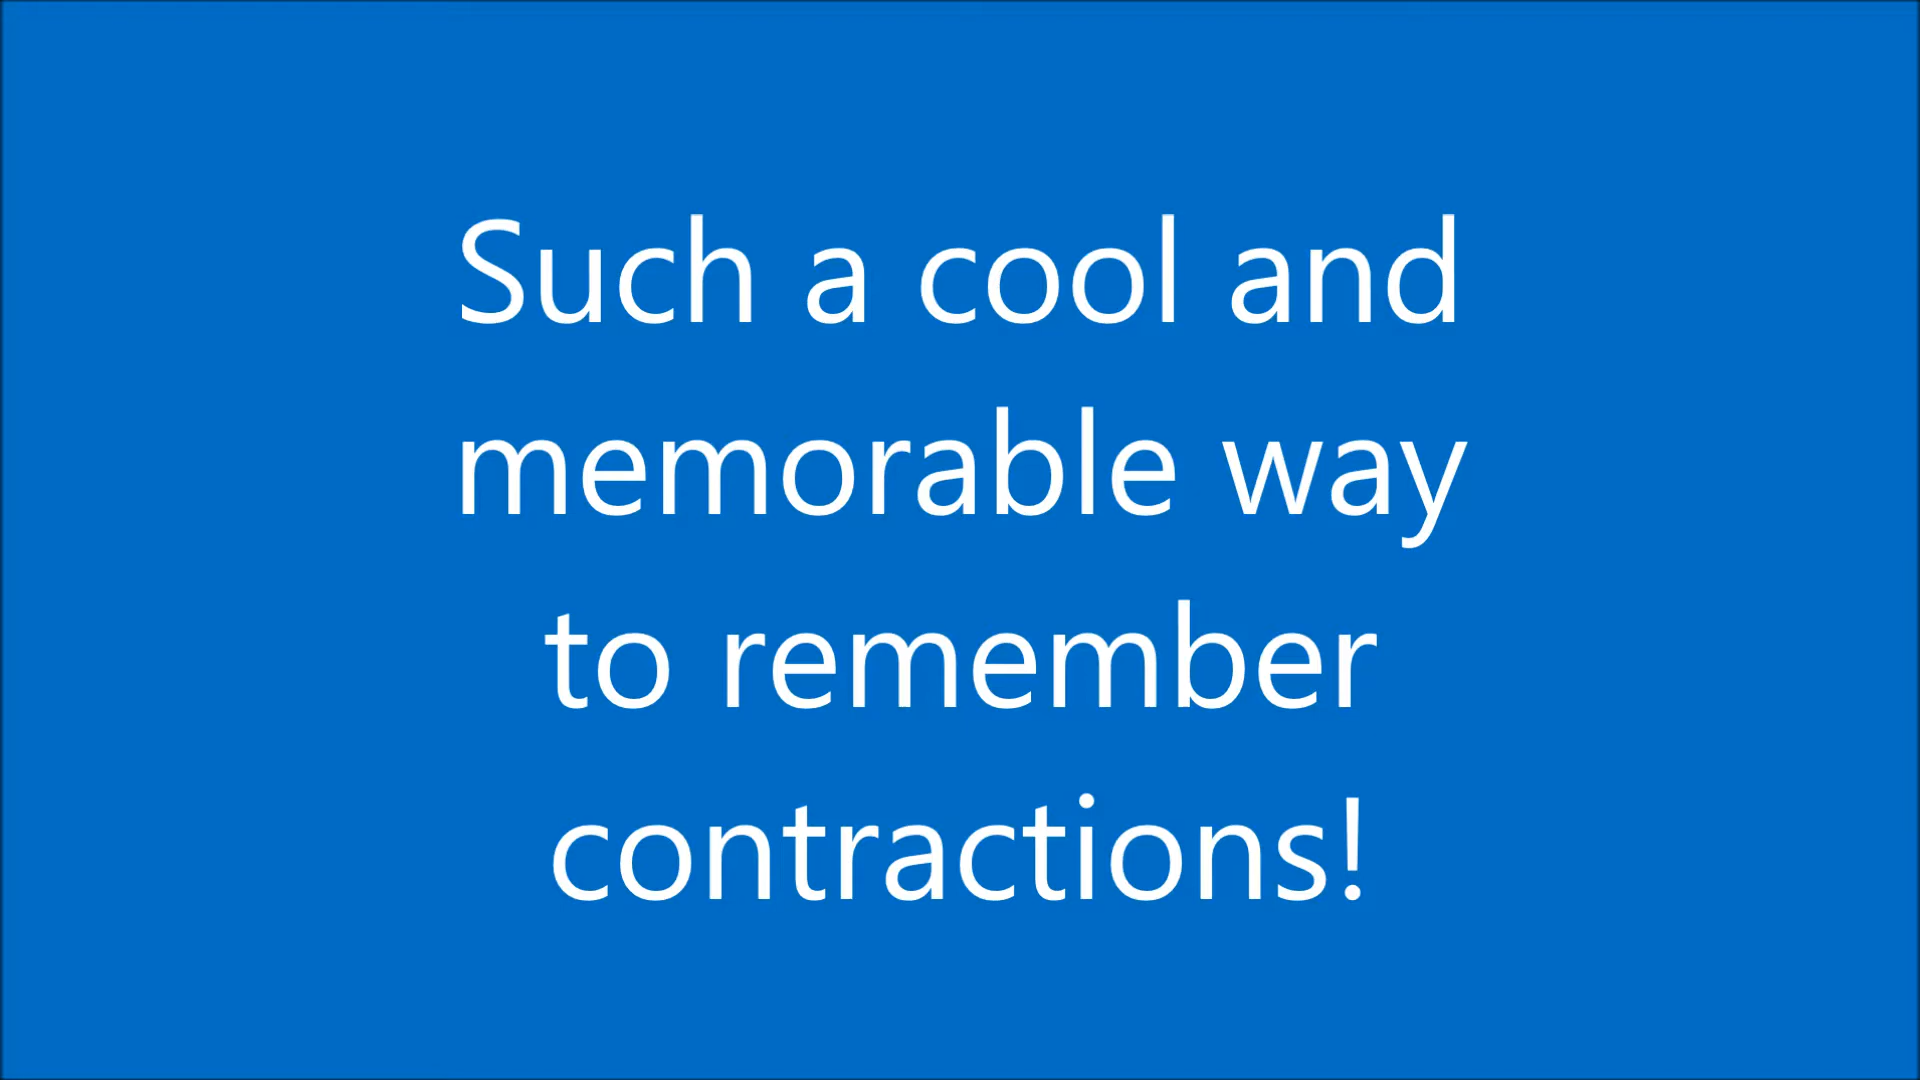 Such a cool and
memorable way
to remember
contractions!